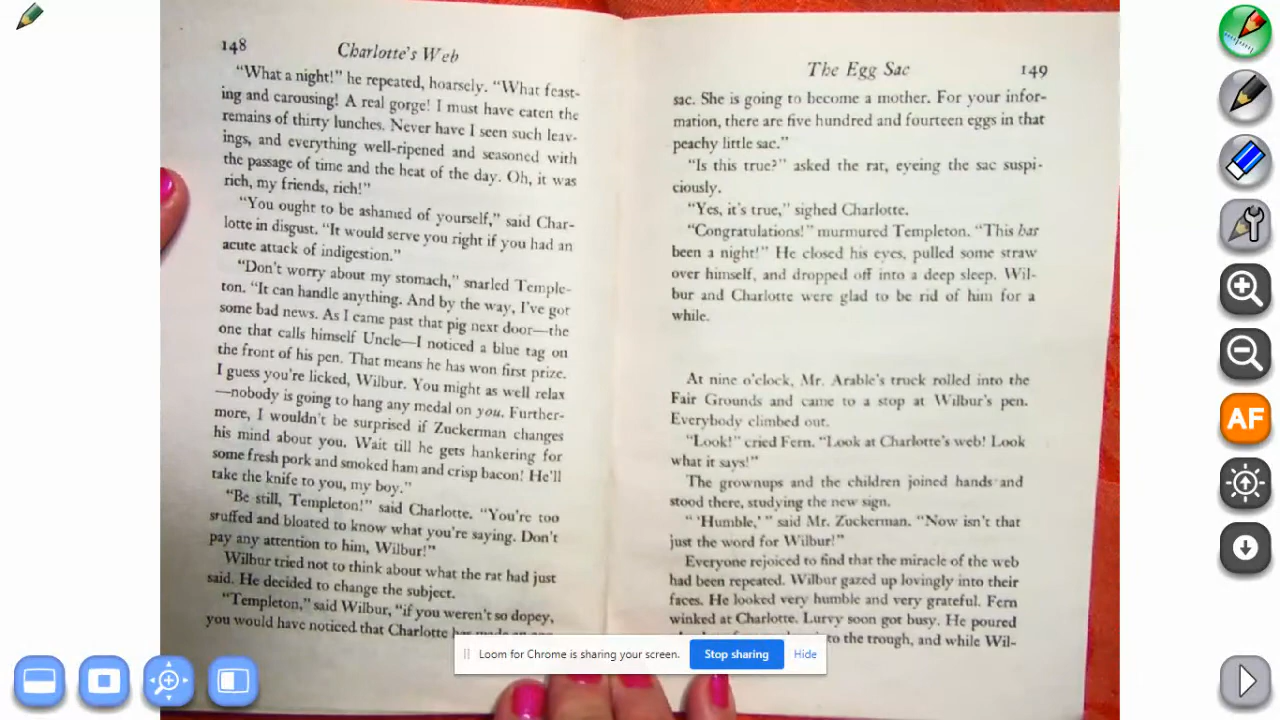 148
Charlotte's Web
"What a night!" he repeated, hoarsely. "What feast-
ing and carousing! A real gorge! I must have eaten the
remains of thirty lunches. Never have I seen such leav-
ings, and everything well-ripened and seasoned with
the passage of time and the heat of the day. Oh, it was
rich, my friends, rich!"
"You ought to be ashamed of yourself," said Char-
lotte in disgust. "It would serve you right if you had an
acute attack of indigestion."
"Don't worry about my stomach," snarled Temple-
ton. "It can handle anything. And by the way, I've got
some bad news. As I came past that pig next door—the
one that calls himself Uncle—I noticed a blue tag on
the front of his pen. That means he has won first prize.
I guess you're licked, Wilbur. You might as well relax
—nobody is going to hang any medal on you. Further-
more, I wouldn't be surprised if Zuckerman changes
his mind about you. Wait till he gets hankering for
some fresh pork and smoked ham and crisp bacon! He'll
take the knife to you, my boy."
"Be still, Templeton!" said Charlotte. "You're too
stuffed and bloated to know what you're saying. Don't
pay any attention to him, Wilbur!"
Wilbur tried not to think about what the rat had just
said. He decided to change the subject.
"Templeton," said Wilbur, "if you weren't so dopey,
you would have noticed that Charlotte
The Egg Sac
149
sac. She is going to become a mother. For your infor-
mation, there are five hundred and fourteen eggs in that
peachy little sac."
"Is this true?" asked the rat, eyeing the sac suspi-
ciously.
"Yes, it's true," sighed Charlotte.
"Congratulations!" murmured Templeton. "This has
been a night!" He closed his eyes, pulled some straw
over himself, and dropped off into a deep sleep. Wil-
bur and Charlotte were glad to be rid of him for a
while.
At nine o'clock, Mr. Arable's truck rolled into the
Fair Grounds and came to a stop at Wilbur's pen.
Everybody climbed out.
"Look!" cried Fern. "Look at Charlotte's web! Look
what it says!"
The grownups and the children joined hands and
stood there, studying the new sign.
"'Humble,'" said Mr. Zuckerman. "Now isn't that
just the word for Wilbur!"
Everyone rejoiced to find that the miracle of the web
had been repeated. Wilbur gazed up lovingly into their
faces. He looked very humble and very grateful. Fern
winked at Charlotte. Lurvy soon got busy. He poured
to the trough, and while Wil-
Loom for Chrome is sharing your screen.
Stop sharing
Hide
AF